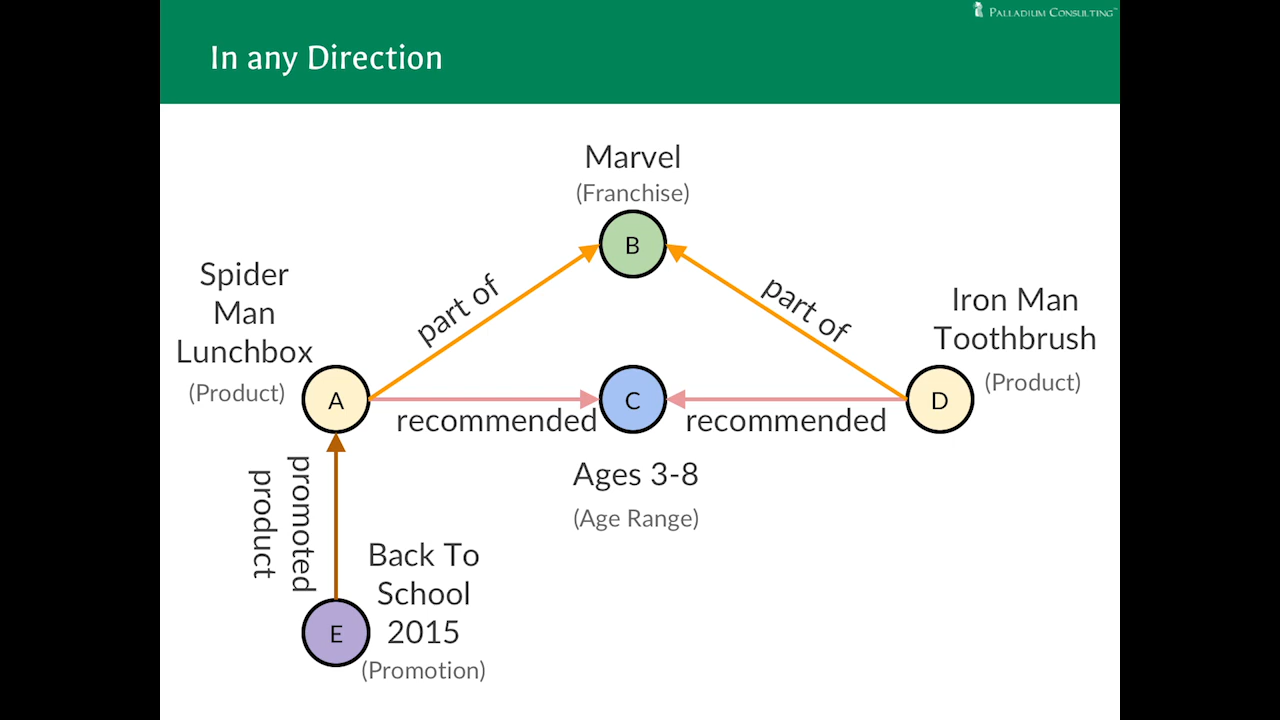 PALLADIUM CONSULTING™
In any Direction
Marvel
(Franchise)
B
Spider
Man
Lunchbox
(Product)
part of
part of
Iron Man
Toothbrush
(Product)
A
recommended
C
recommended
D
Ages 3-8
(Age Range)
promoted
product
Back To
School
2015
(Promotion)
E